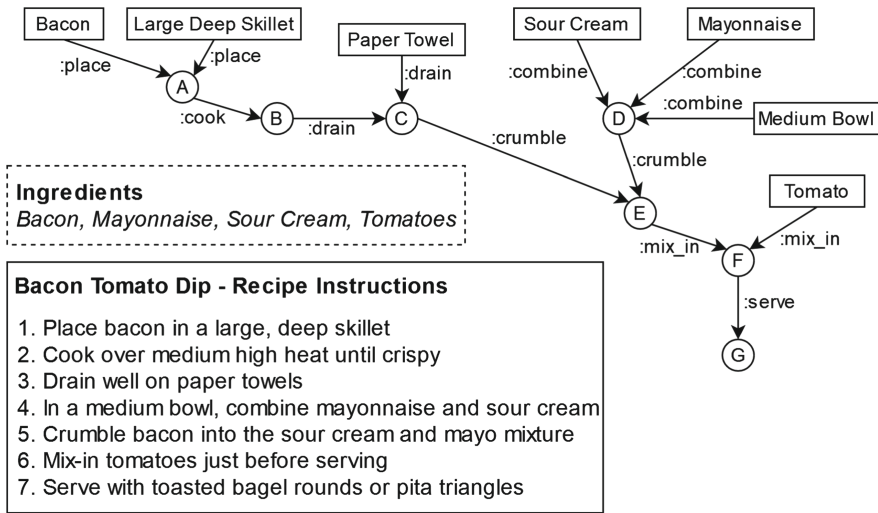 Bacon
Large Deep Skillet
Paper Towel
Sour Cream
Mayonnaise
:place
:place
:drain
:combine
:combine
:combine
A
:cook
B
:drain
C
D
Medium Bowl
:crumble
:crumble
Ingredients
Bacon, Mayonnaise, Sour Cream, Tomatoes
Tomato
E
:mix_in
:mix_in
F
:serve
G
Bacon Tomato Dip - Recipe Instructions
1. Place bacon in a large, deep skillet
2. Cook over medium high heat until crispy
3. Drain well on paper towels
4. In a medium bowl, combine mayonnaise and sour cream
5. Crumble bacon into the sour cream and mayo mixture
6. Mix-in tomatoes just before serving
7. Serve with toasted bagel rounds or pita triangles